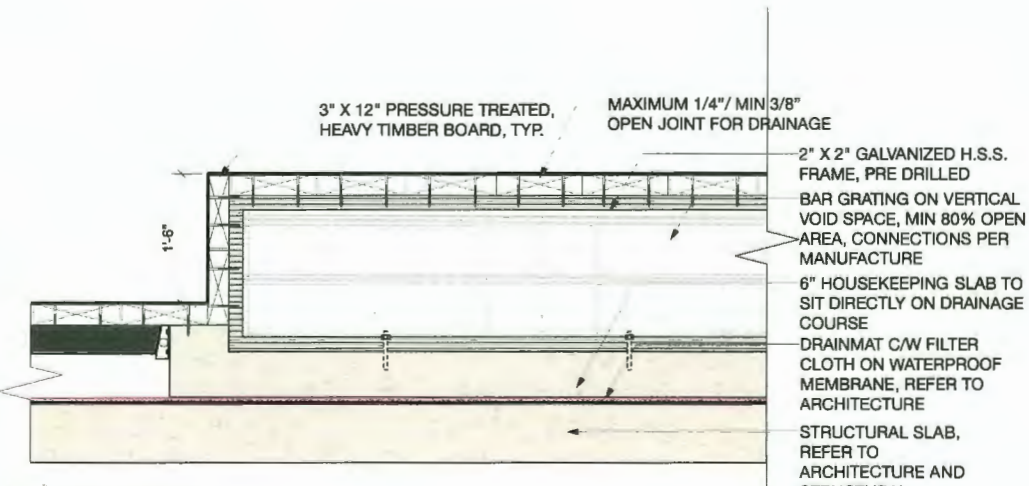 3" X 12" PRESSURE TREATED,
HEAVY TIMBER BOARD, TYP.
MAXIMUM 1/4"/ MIN 3/8"
OPEN JOINT FOR DRAINAGE
2" X 2" GALVANIZED H.S.S.
FRAME, PRE DRILLED
BAR GRATING ON VERTICAL
VOID SPACE, MIN 80% OPEN
AREA, CONNECTIONS PER
MANUFACTURE
6" HOUSEKEEPING SLAB TO
SIT DIRECTLY ON DRAINAGE
COURSE
DRAINMAT C/W FILTER
CLOTH ON WATERPROOF
MEMBRANE, REFER TO
ARCHITECTURE
STRUCTURAL SLAB,
REFER TO
ARCHITECTURE AND
1'-6"